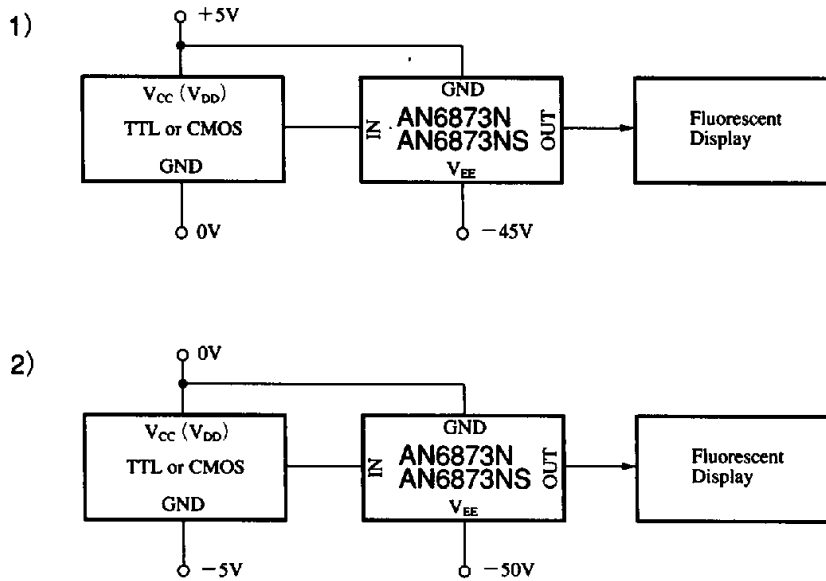 1)
+5V
VCC (VDD)
TTL or CMOS
GND
0V
GND
IN
AN6873N
AN6873NS
OUT
VEE
−45V
Fluorescent
Display
2)
0V
VCC (VDD)
TTL or CMOS
GND
−5V
GND
IN
AN6873N
AN6873NS
OUT
VEE
−50V
Fluorescent
Display